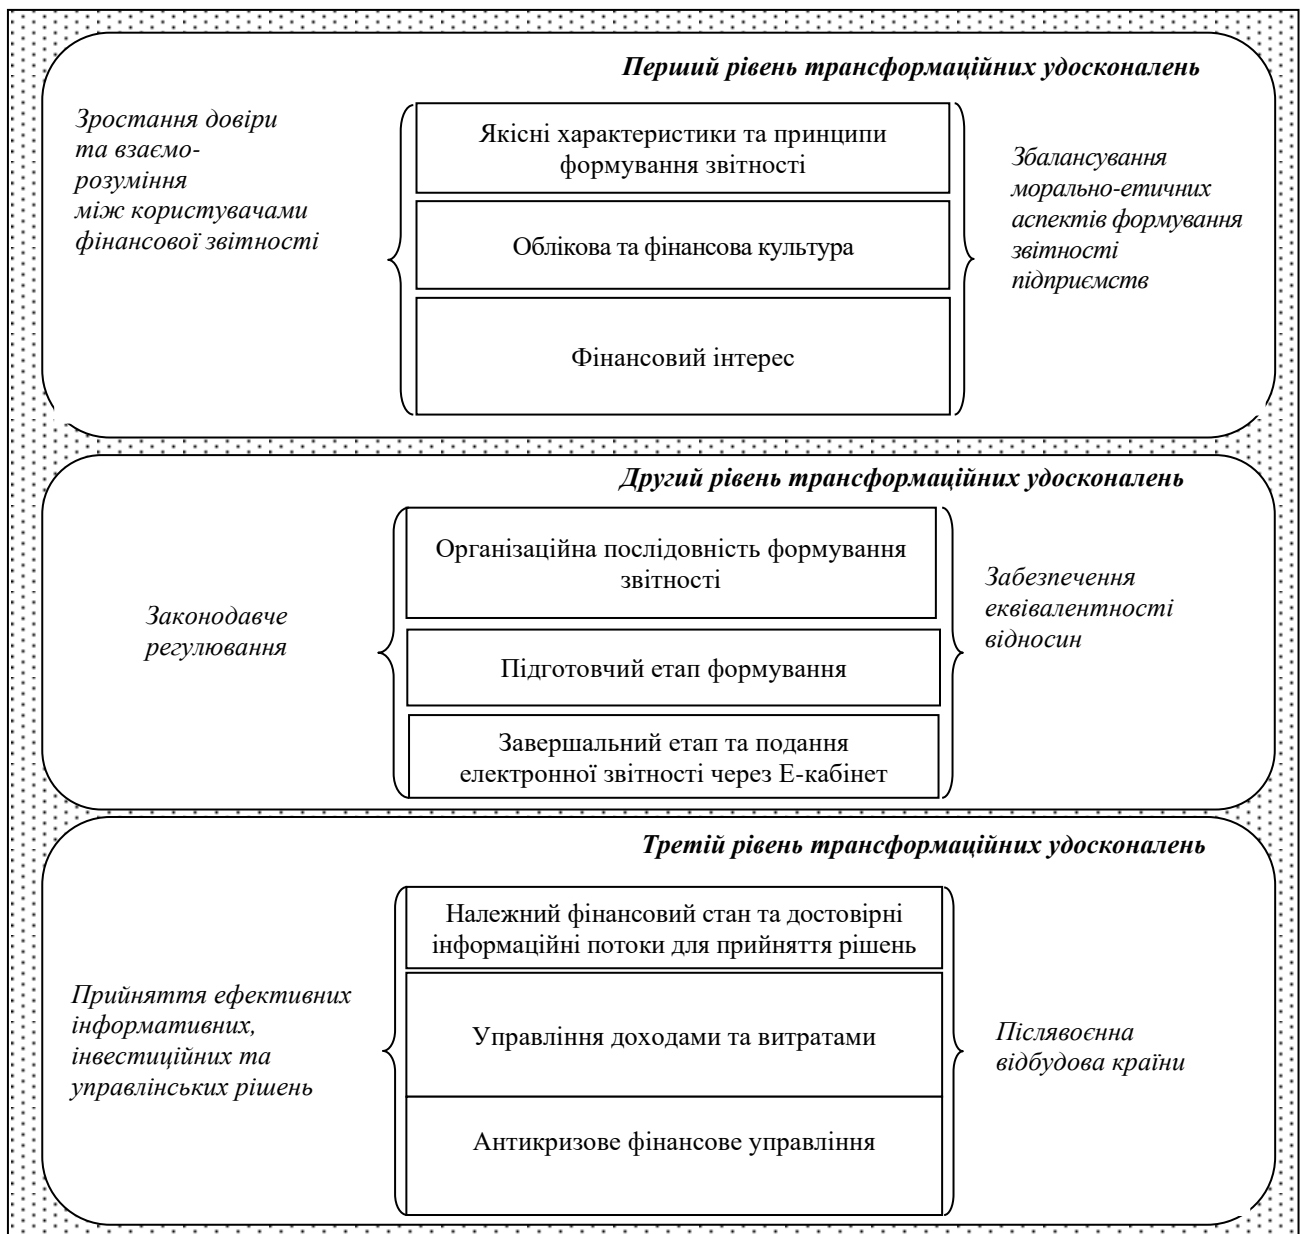 Перший рівень трансформаційних удосконалень
Зростання довіри
та взаємо-
розуміння
між користувачами
фінансової звітності
Якісні характеристики та принципи
формування звітності
Облікова та фінансова культура
Фінансовий інтерес
Збалансування
морально-етичних
аспектів формування
звітності
підприємств
Другий рівень трансформаційних удосконалень
Законодавче
регулювання
Організаційна послідовність формування
звітності
Підготовчий етап формування
Завершальний етап та подання
електронної звітності через Е-кабінет
Забезпечення
еквівалентності
відносин
Третій рівень трансформаційних удосконалень
Прийняття ефективних
інформативних,
інвестиційних та
управлінських рішень
Належний фінансовий стан та достовірні
інформаційні потоки для прийняття рішень
Управління доходами та витратами
Антикризове фінансове управління
Післявоєнна
відбудова країни